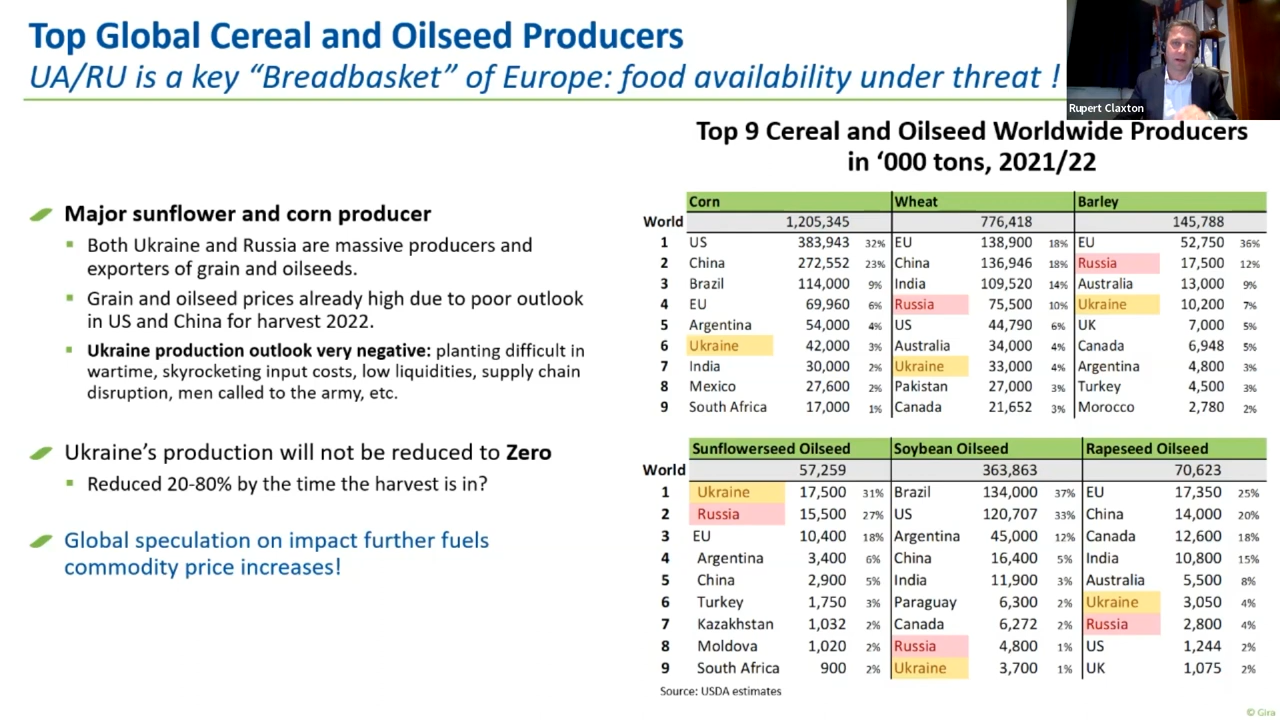 Top Global Cereal and Oilseed Producers
UA/RU is a key “Breadbasket” of Europe: food availability under threat !
Rupert Claxton
Major sunflower and corn producer
Both Ukraine and Russia are massive producers and
exporters of grain and oilseeds.
Grain and oilseed prices already high due to poor outlook
in US and China for harvest 2022.
Ukraine production outlook very negative: planting difficult in
wartime, skyrocketing input costs, low liquidities, supply chain
disruption, men called to the army, etc.
Ukraine’s production will not be reduced to Zero
Reduced 20-80% by the time the harvest is in?
Global speculation on impact further fuels
commodity price increases!
Top 9 Cereal and Oilseed Worldwide Producers
in ‘000 tons, 2021/22
Corn Wheat Barley
World 1,205,345 776,418 145,788
1 US 383,943 32% EU 138,900 18% EU 52,750 36%
2 China 272,552 23% China 136,946 18% Russia 17,500 12%
3 Brazil 114,000 9% India 109,520 14% Australia 13,000 9%
4 EU 69,960 6% Russia 75,500 10% Ukraine 10,200 7%
5 Argentina 54,000 4% US 44,790 6% UK 7,000 5%
6 Ukraine 42,000 3% Australia 34,000 4% Canada 6,948 5%
7 India 30,000 2% Ukraine 33,000 4% Argentina 4,800 3%
8 Mexico 27,600 2% Pakistan 27,000 3% Turkey 4,500 3%
9 South Africa 17,000 1% Canada 21,652 3% Morocco 2,780 2%
Sunflowerseed Oilseed Soybean Oilseed Rapeseed Oilseed
World 57,259 363,863 70,623
1 Ukraine 17,500 31% Brazil 134,000 37% EU 17,350 25%
2 Russia 15,500 27% US 120,707 33% China 14,000 20%
3 EU 10,400 18% Argentina 45,000 12% Canada 12,600 18%
4 Argentina 3,400 6% China 16,400 5% India 10,800 15%
5 China 2,900 5% India 11,900 3% Australia 5,500 8%
6 Turkey 1,750 3% Paraguay 6,300 2% Ukraine 3,050 4%
7 Kazakhstan 1,032 2% Canada 6,272 2% Russia 2,800 4%
8 Moldova 1,020 2% Russia 4,800 1% US 1,244 2%
9 South Africa 900 2% Ukraine 3,700 1% UK 1,075 2%
Source: USDA estimates
© Gira